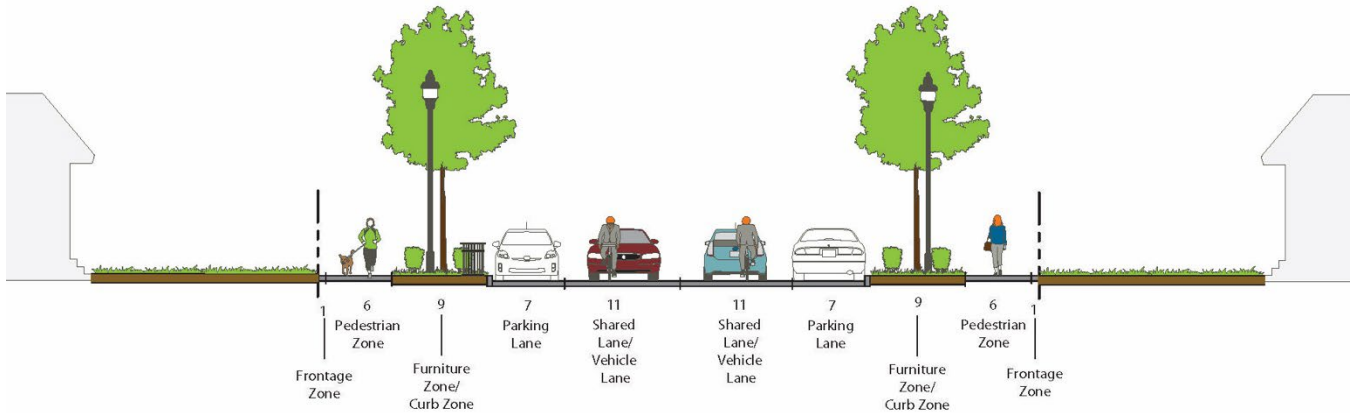 1
6
9
7
11
11
7
9
6
1
Pedestrian
Zone
Parking
Lane
Shared
Lane/
Vehicle
Lane
Shared
Lane/
Vehicle
Lane
Parking
Lane
Pedestrian
Zone
Frontage
Zone
Furniture
Zone/
Curb Zone
Furniture
Zone/
Curb Zone
Frontage
Zone